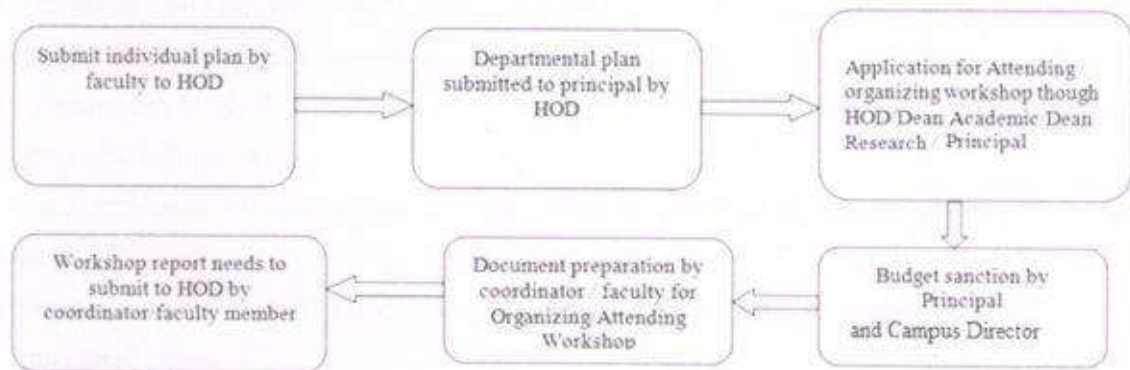 Submit individual plan by
faculty to HOD
Departmental plan
submitted to principal by
HOD
Application for Attending
organizing workshop though
HOD Dean Academic Dean
Research / Principal
Budget sanction by
Principal
and Campus Director
Document preparation by
coordinator / faculty for
Organizing Attending
Workshop
Workshop report needs to
submit to HOD by
coordinator faculty member